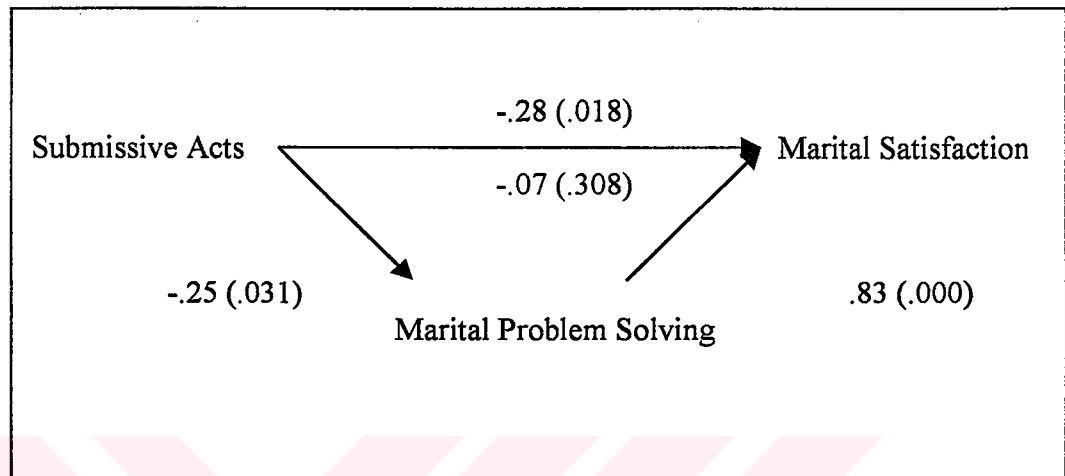 -.28 (.018)
Submissive Acts Marital Satisfaction
-.07 (.308)
-.25 (.031) .83 (.000)
Marital Problem Solving